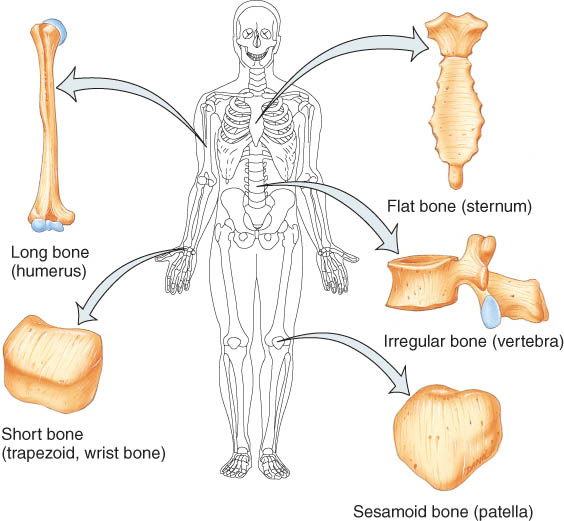 Flat bone (sternum)
Long bone
(humerus)
Irregular bone (vertebra)
Short bone
(trapezoid, wrist bone)
Sesamoid bone (patella)